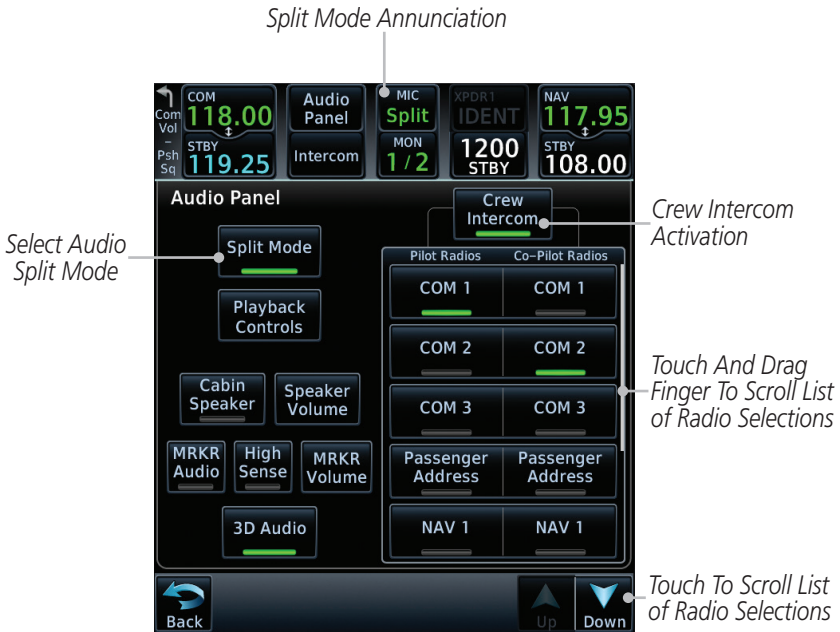 Split Mode Annunciation
COM
118.00
STBY
119.25
Com
Vol
–
Psh
Sq
Audio
Panel
Intercom
MIC
Split
MON
1 / 2
XPDR1
IDENT
1200
STBY
NAV
117.95
STBY
108.00
Audio Panel
Crew
Intercom
Crew Intercom
Activation
Select Audio
Split Mode
Split Mode
Playback
Controls
Cabin
Speaker
Speaker
Volume
MRKR
Audio
High
Sense
MRKR
Volume
3D Audio
Pilot Radios
Co-Pilot Radios
COM 1
COM 1
COM 2
COM 2
COM 3
COM 3
Passenger
Address
Passenger
Address
NAV 1
NAV 1
Touch And Drag
Finger To Scroll List
of Radio Selections
Back
Up
Down
Touch To Scroll List
of Radio Selections